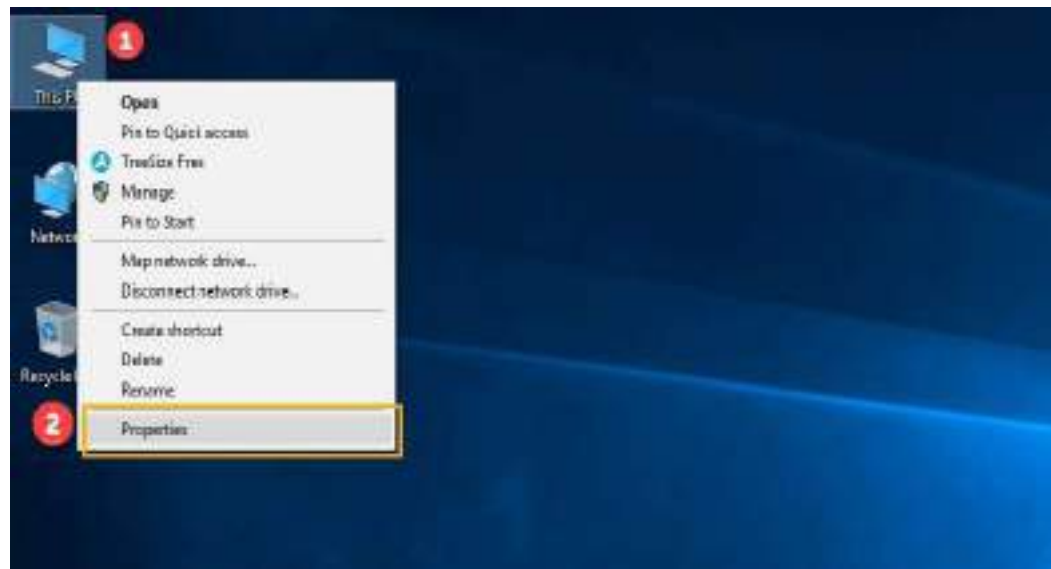 1
This P
Open
Pin to Quick access
TreeSize Free
Manage
Pin to Start
Networ
Map network drive...
Disconnect network drive...
Create shortcut
Delete
Recycle
Rename
2
Properties